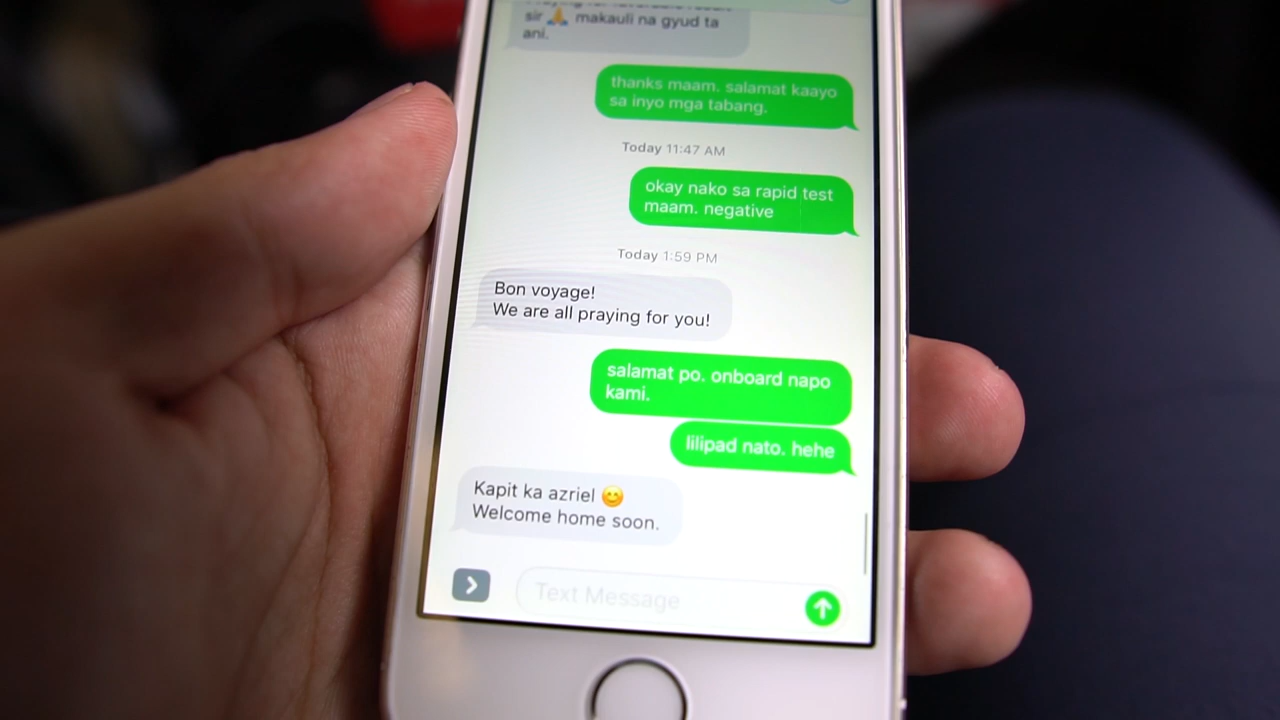 sir 🙏 makauli na gyud ta
ani.
thanks maam. salamat kaayo
sa inyo mga tabang.
Today 11:47 AM
okay nako sa rapid test
maam. negative
Today 1:59 PM
Bon voyage!
We are all praying for you!
salamat po. onboard napo
kami.
lilipad nato. hehe
Kapit ka azriel 😊
Welcome home soon.
Text Message